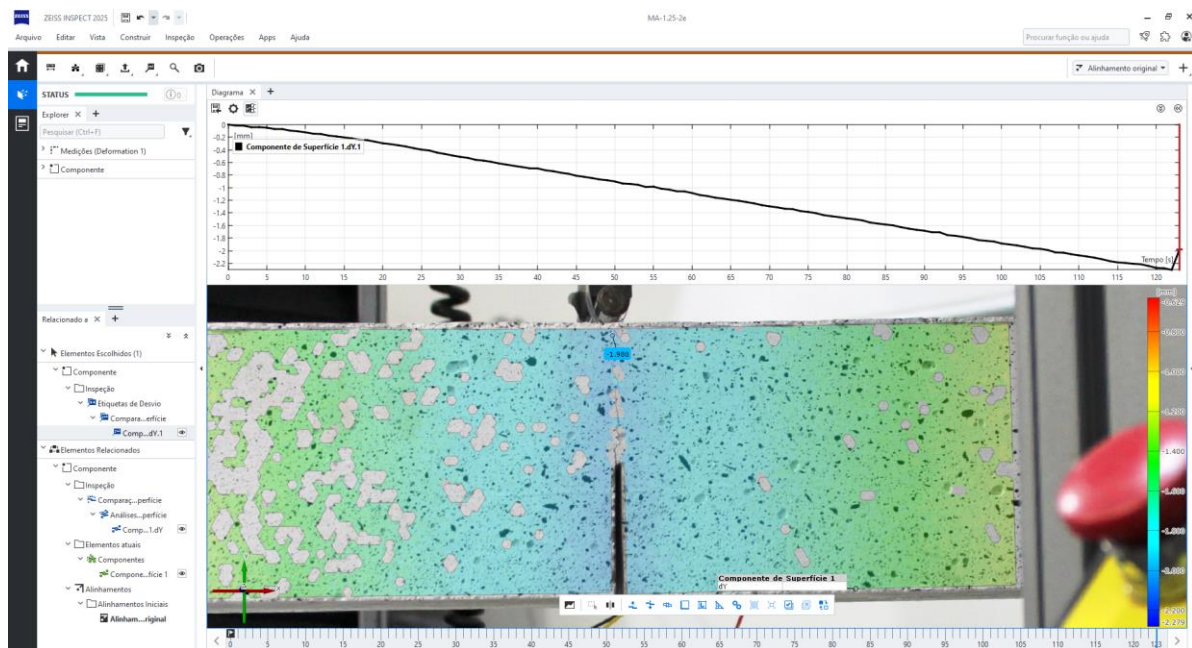 ZEISS
ZEISS INSPECT 2025
MA-1.25-2e
Arquivo Editar Vista Construir Inspeção Operações Apps Ajuda
Procurar função ou ajuda
Alinhamento original
STATUS
0
Diagrama
Explorer
Pesquisar (Ctrl+F)
Medições (Deformation 1)
Componente
[mm]
Componente de Superfície 1.dY.1
0
-0.2
-0.4
-0.6
-0.8
-1
-1.2
-1.4
-1.6
-1.8
-2
-2.2
Tempo [s]
0 5 10 15 20 25 30 35 40 45 50 55 60 65 70 75 80 85 90 95 100 105 110 115 120
Relacionado a
Elementos Escolhidos (1)
Componente
Inspeção
Etiquetas de Desvio
Compara...erfície
Comp...dY.1
Elementos Relacionados
Componente
Inspeção
Comparaç...perfície
Análises...perfície
Comp...1.dY
Elementos atuais
Componentes
Compone...fície 1
Alinhamentos
Alinhamentos Iniciais
Alinham...riginal
-1.980
[mm]
-0.629
-0.800
-1.000
-1.200
-1.400
-1.600
-1.800
-2.000
-2.200
-2.279
Componente de Superfície 1
dY
0 5 10 15 20 25 30 35 40 45 50 55 60 65 70 75 80 85 90 95 100 105 110 115 120 123